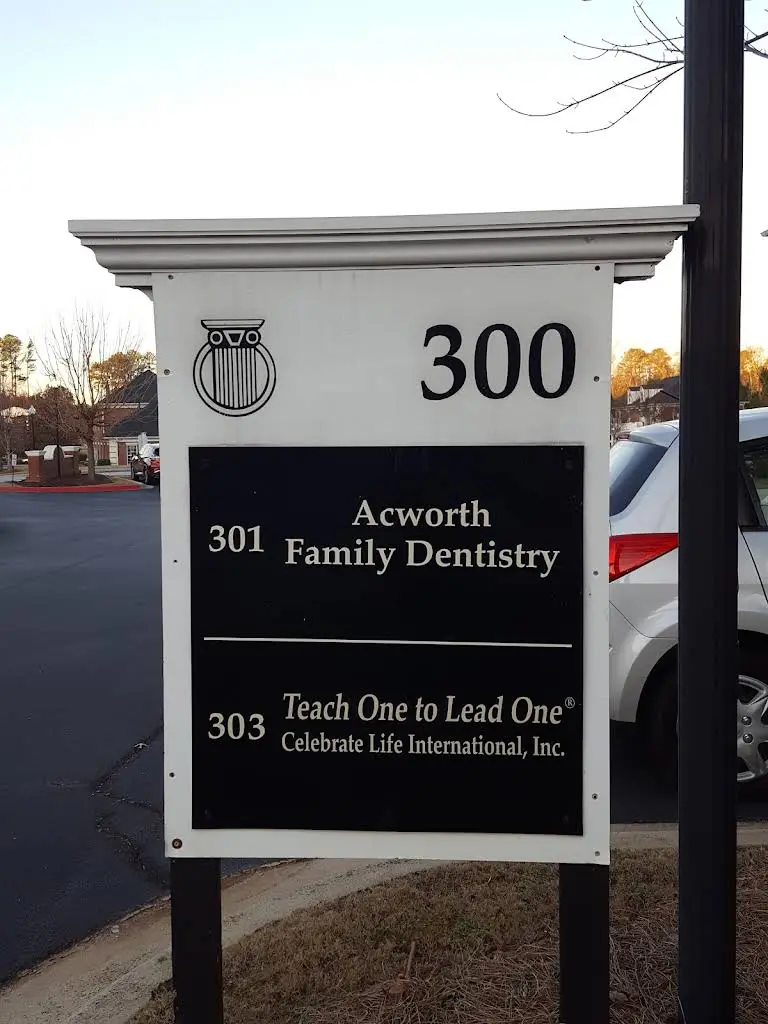 300
301
Acworth
Family Dentistry
303
Teach One to Lead One®
Celebrate Life International, Inc.